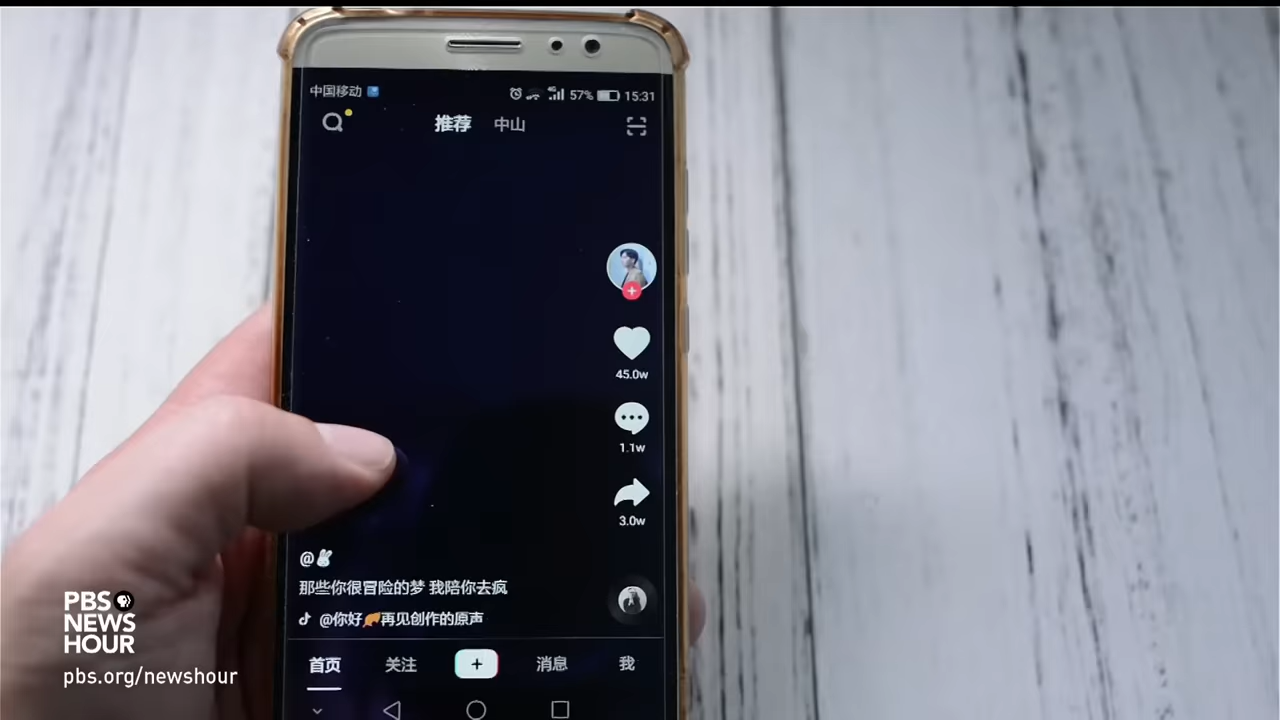 中国移动 57% 15:31
推荐 中山
45.0w
1.1w
3.0w
@
那些你很冒险的梦 我陪你去疯
@你好🍂再见创作的原声
首页 关注 + 消息 我
PBS
NEWS
HOUR
pbs.org/newshour